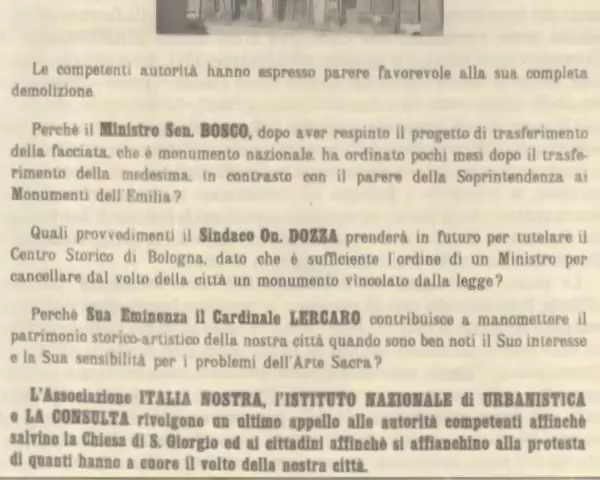 Le competenti autorità hanno espresso parere favorevole alla sua completa
demolizione
Perchè il Ministro Sen. BOSCO, dopo aver respinto il progetto di trasferimento
della facciata, che è monumento nazionale, ha ordinato pochi mesi dopo il trasfe-
rimento della medesima, in contrasto con il parere della Soprintendenza ai
Monumenti dell'Emilia?
Quali provvedimenti il Sindaco On. DOZZA prenderà in futuro per tutelare il
Centro Storico di Bologna, dato che è sufficiente l'ordine di un Ministro per
cancellare dal volto della città un monumento vincolato dalla legge?
Perchè Sua Eminenza il Cardinale LERCARO contribuisce a manomettere il
patrimonio storico-artistico della nostra città quando sono ben noti il Suo interesse
e la Sua sensibilità per i problemi dell'Arte Sacra?
L'Associazione ITALIA NOSTRA, l'ISTITUTO NAZIONALE di URBANISTICA
e LA CONSULTA rivolgono un ultimo appello alle autorità competenti affinchè
salvino la Chiesa di S. Giorgio ed ai cittadini affinchè si affianchino alla protesta
di quanti hanno a cuore il volto della nostra città.